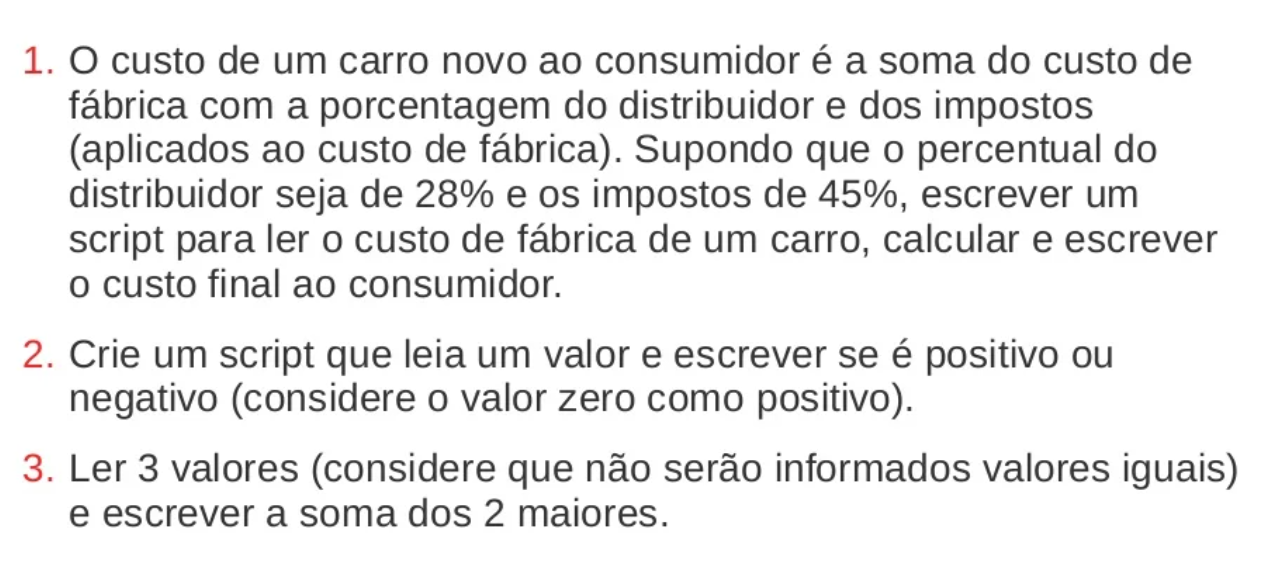 1. O custo de um carro novo ao consumidor é a soma do custo de
fábrica com a porcentagem do distribuidor e dos impostos
(aplicados ao custo de fábrica). Supondo que o percentual do
distribuidor seja de 28% e os impostos de 45%, escrever um
script para ler o custo de fábrica de um carro, calcular e escrever
o custo final ao consumidor.
2. Crie um script que leia um valor e escrever se é positivo ou
negativo (considere o valor zero como positivo).
3. Ler 3 valores (considere que não serão informados valores iguais)
e escrever a soma dos 2 maiores.